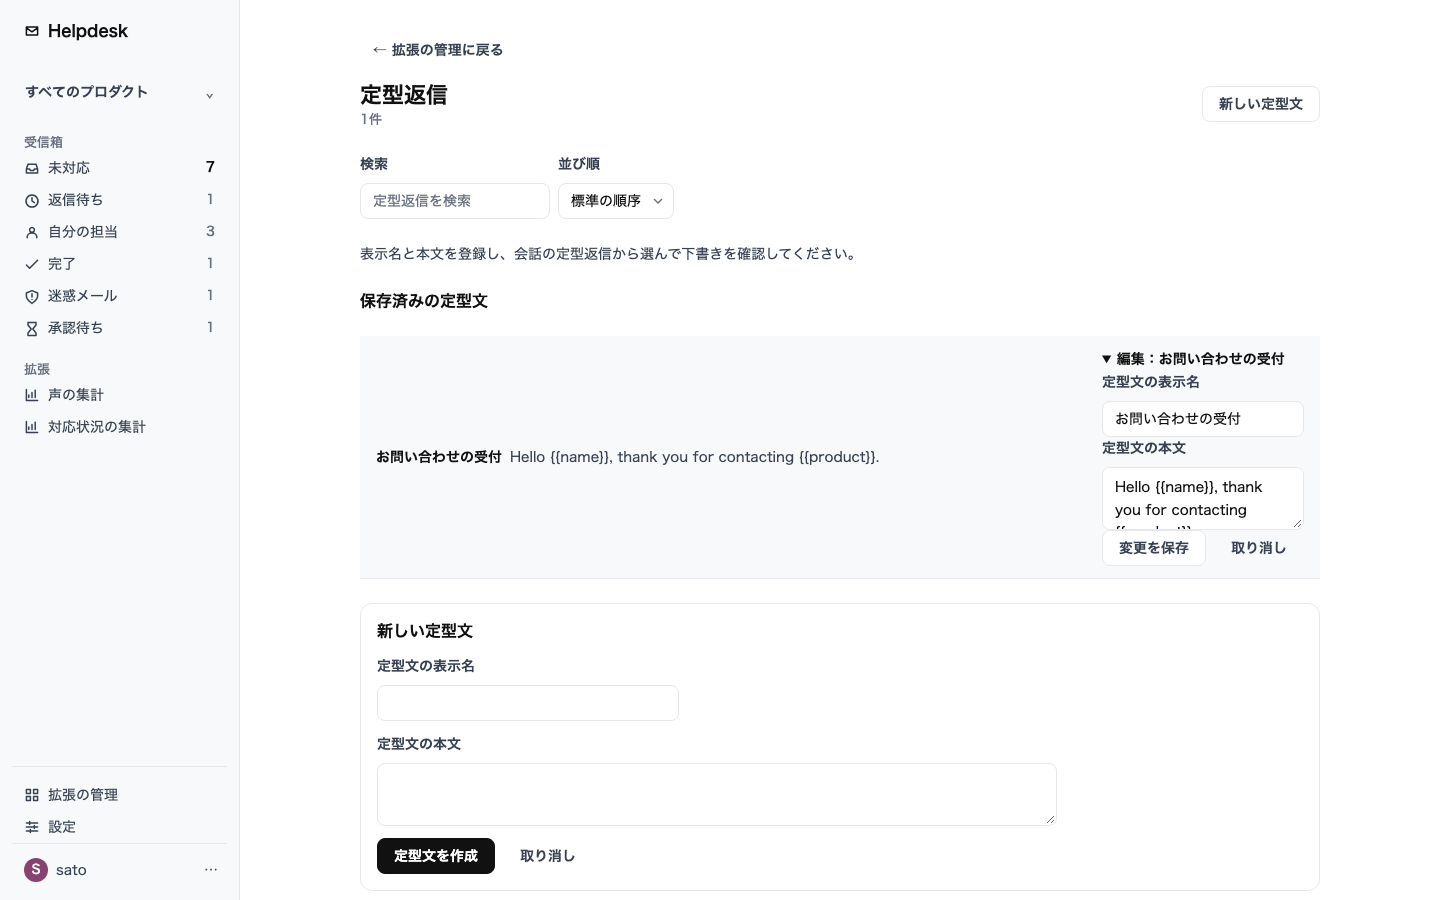 Helpdesk
すべてのプロダクト
受信箱
未対応 7
返信待ち 1
自分の担当 3
完了 1
迷惑メール 1
承認待ち 1
拡張
声の集計
対応状況の集計
拡張の管理
設定
S sato ...
← 拡張の管理に戻る
定型返信
1件
新しい定型文
検索 並び順
定型返信を検索 標準の順序
表示名と本文を登録し、会話の定型返信から選んで下書きを確認してください。
保存済みの定型文
お問い合わせの受付 Hello {{name}}, thank you for contacting {{product}}.
▼ 編集：お問い合わせの受付
定型文の表示名
お問い合わせの受付
定型文の本文
Hello {{name}}, thank
you for contacting
変更を保存 取り消し
新しい定型文
定型文の表示名
定型文の本文
定型文を作成 取り消し